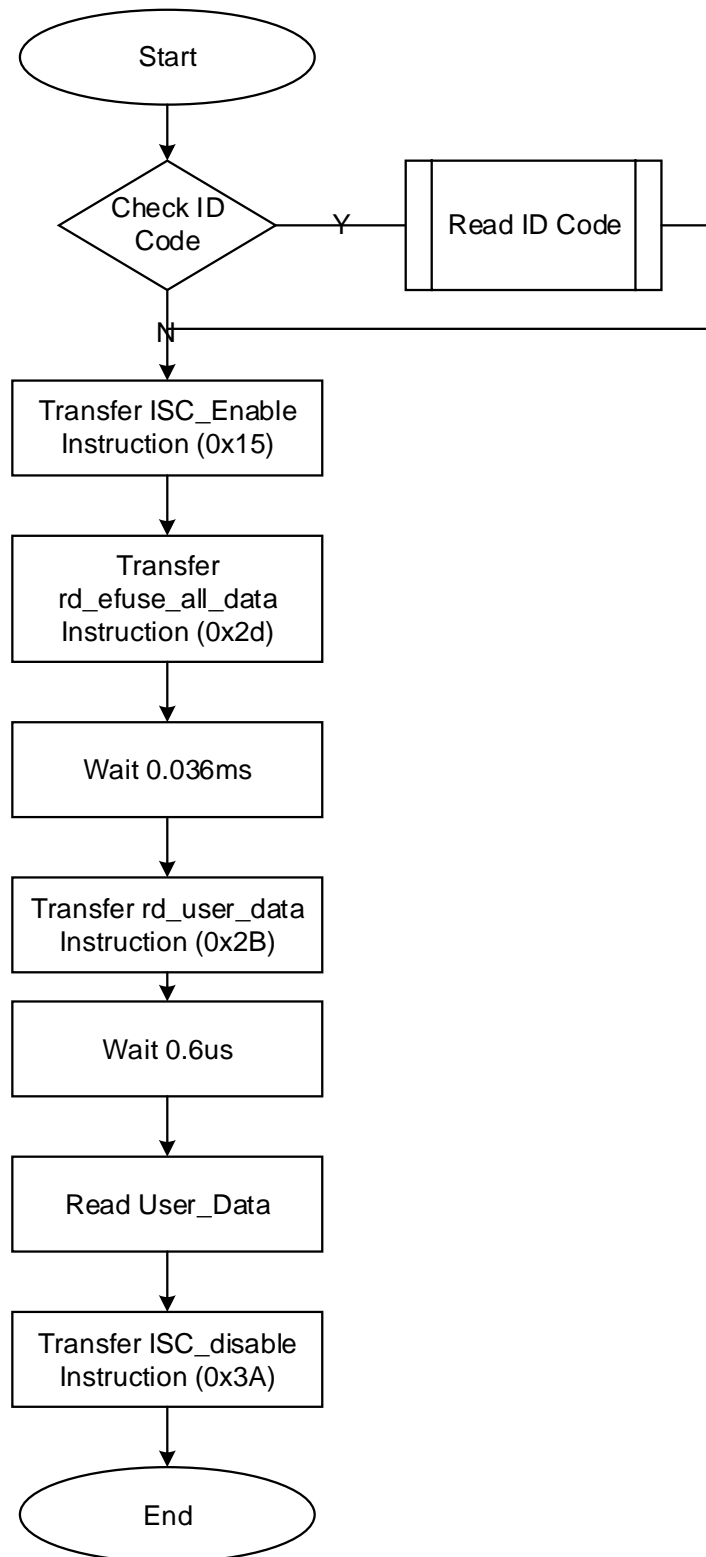 Start
Check ID
Code
Y
Read ID Code
N
Transfer ISC_Enable
Instruction (0x15)
Transfer
rd_efuse_all_data
Instruction (0x2d)
Wait 0.036ms
Transfer rd_user_data
Instruction (0x2B)
Wait 0.6us
Read User_Data
Transfer ISC_disable
Instruction (0x3A)
End